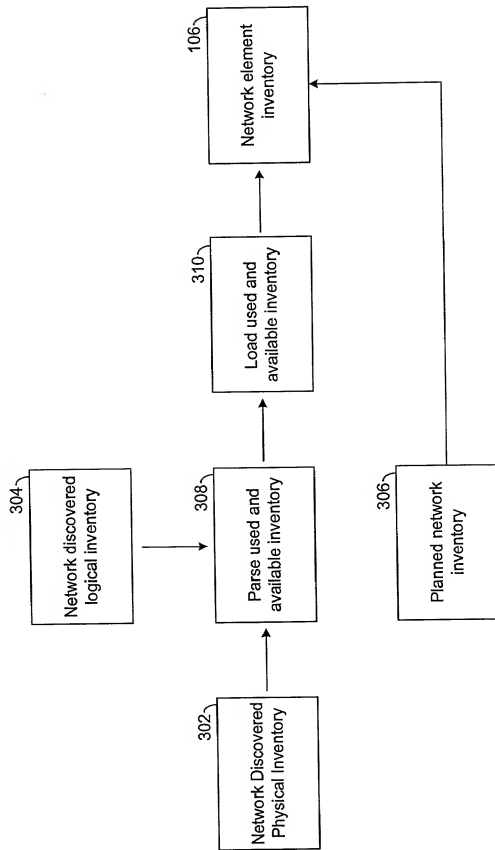 304
Network discovered
logical inventory
302
Network Discovered
Physical Inventory
308
Parse used and
available inventory
310
Load used and
available inventory
106
Network element
inventory
306
Planned network
inventory